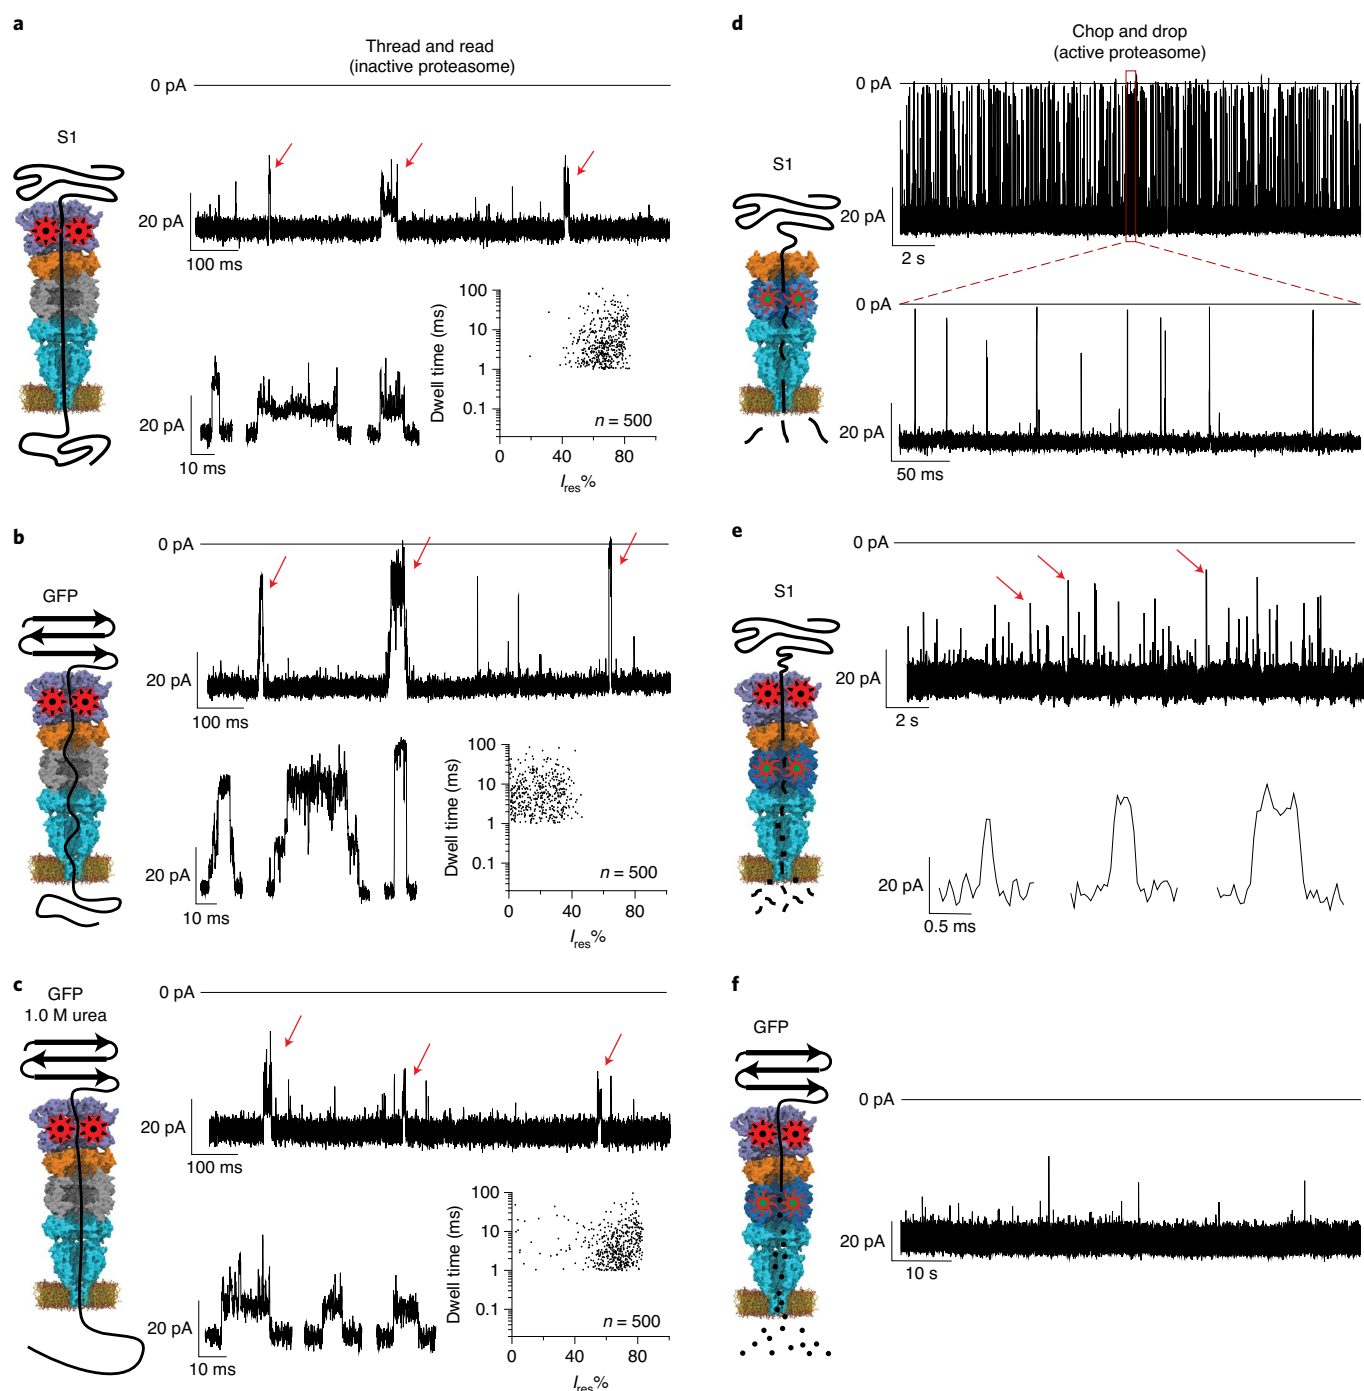 a
Thread and read
(inactive proteasome)
0 pA
S1
20 pA
100 ms
20 pA
10 ms
Dwell time (ms)
100
10
1
0.1
n = 500
0 40 80
Ires%
b
0 pA
GFP
20 pA
100 ms
20 pA
10 ms
Dwell time (ms)
100
10
1
0.1
n = 500
0 40 80
Ires%
c
GFP
1.0 M urea
0 pA
20 pA
100 ms
20 pA
10 ms
Dwell time (ms)
100
10
1
0.1
n = 500
0 40 80
Ires%
d
Chop and drop
(active proteasome)
0 pA
S1
20 pA
2 s
0 pA
20 pA
50 ms
e
0 pA
S1
20 pA
2 s
20 pA
0.5 ms
f
GFP
0 pA
20 pA
10 s